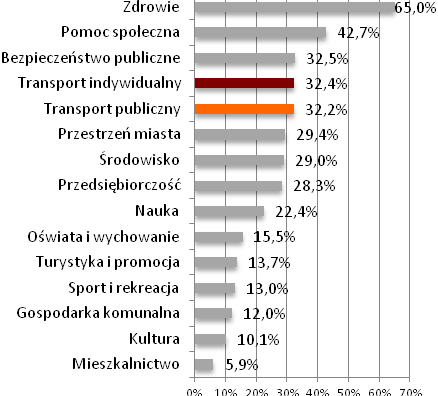 Zdrowie 65,0%
Pomoc społeczna 42,7%
Bezpieczeństwo publiczne 32,5%
Transport indywidualny 32,4%
Transport publiczny 32,2%
Przestrzeń miasta 29,4%
Środowisko 29,0%
Przedsiębiorczość 28,3%
Nauka 22,4%
Oświata i wychowanie 15,5%
Turystyka i promocja 13,7%
Sport i rekreacja 13,0%
Gospodarka komunalna 12,0%
Kultura 10,1%
Mieszkalnictwo 5,9%
0% 10% 20% 30% 40% 50% 60% 70%